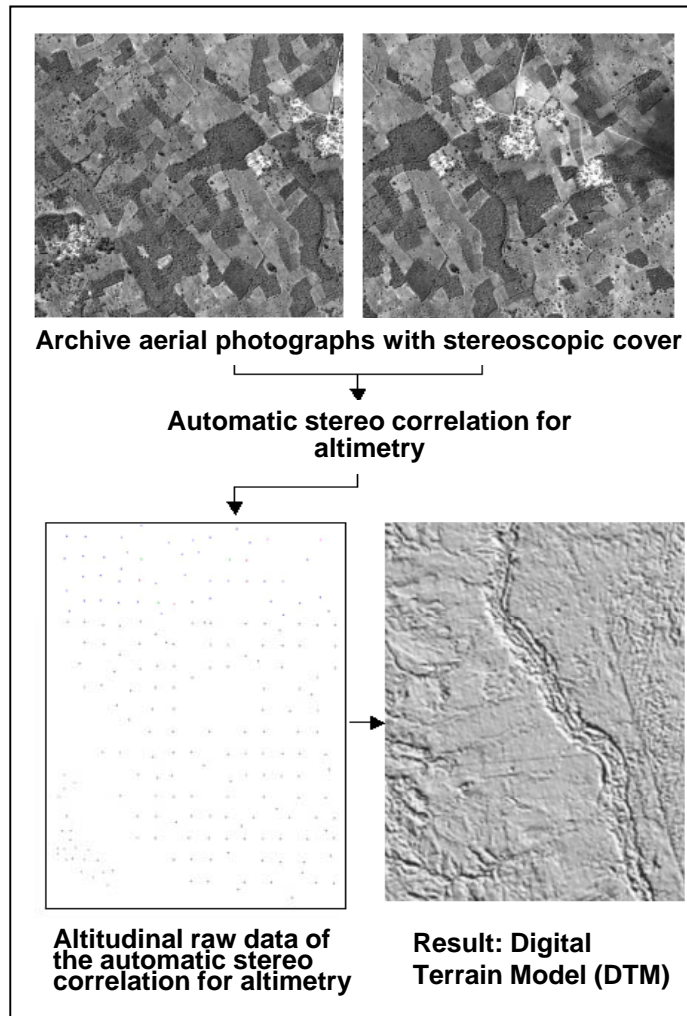 Archive aerial photographs with stereoscopic cover
Automatic stereo correlation for
altimetry
Altitudinal raw data of
the automatic stereo
correlation for altimetry
Result: Digital
Terrain Model (DTM)